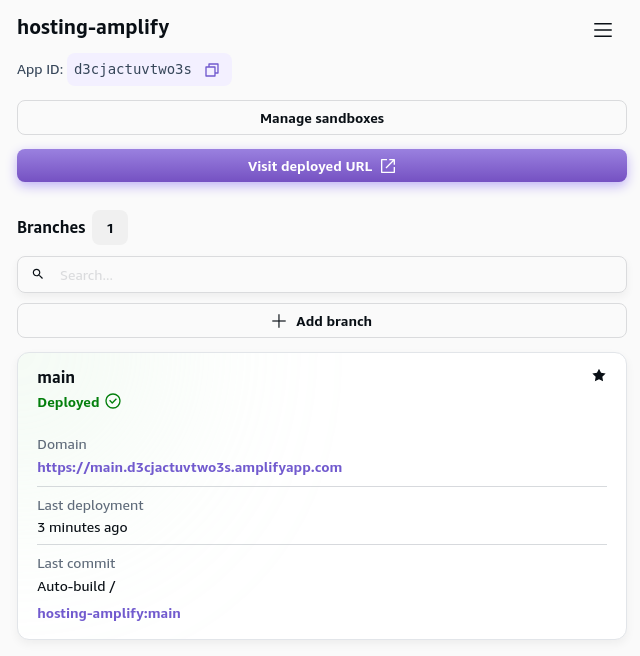 hosting-amplify
App ID: d3cjactuvtwo3s
Manage sandboxes
Visit deployed URL
Branches 1
Search...
Add branch
main
Deployed
Domain
https://main.d3cjactuvtwo3s.amplifyapp.com
Last deployment
3 minutes ago
Last commit
Auto-build /
hosting-amplify:main